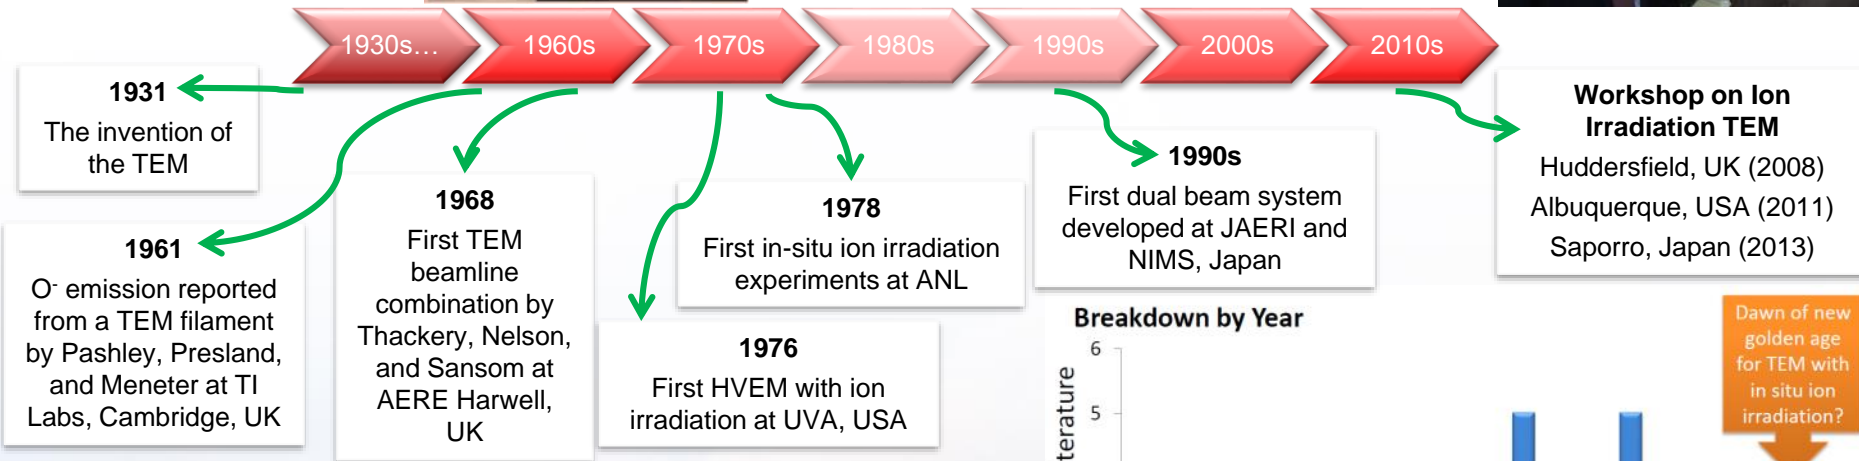 1930s…
1960s
1970s
1980s
1990s
2000s
2010s
1931
The invention of
the TEM
1961
O⁻ emission reported
from a TEM filament
by Pashley, Presland,
and Meneter at TI
Labs, Cambridge, UK
1968
First TEM
beamline
combination by
Thackery, Nelson,
and Sansom at
AERE Harwell,
UK
1976
First HVEM with ion
irradiation at UVA, USA
1978
First in-situ ion irradiation
experiments at ANL
1990s
First dual beam system
developed at JAERI and
NIMS, Japan
Workshop on Ion
Irradiation TEM
Huddersfield, UK (2008)
Albuquerque, USA (2011)
Saporro, Japan (2013)
Breakdown by Year
6
5
terature
Dawn of new
golden age
for TEM with
in situ ion
irradiation?